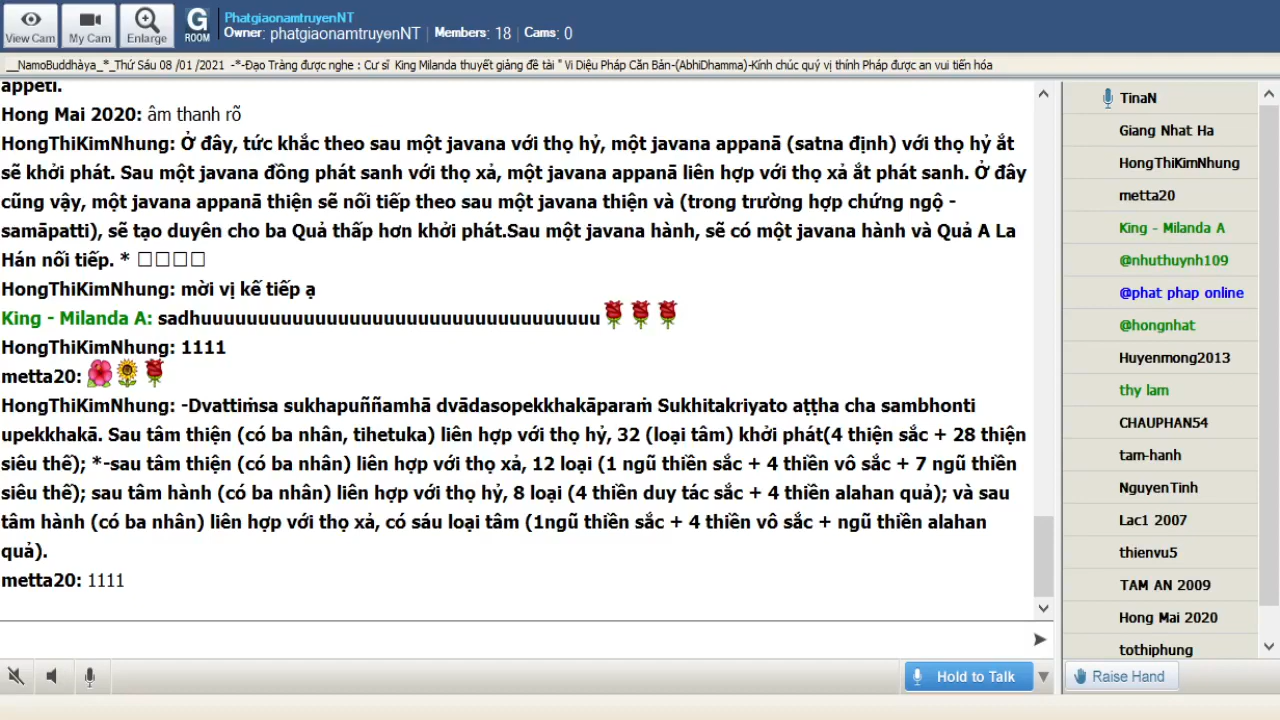 View Cam
My Cam
Enlarge
G
ROOM
PhatgiaonamtruyenNT
Owner: phatgiaonamtruyenNT | Members: 18 | Cams: 0
__NamoBuddhàya_*_Thứ Sáu 08 /01 /2021 -*-Đạo Tràng được nghe : Cư sĩ King Milanda thuyết giảng đề tài " Vi Diệu Pháp Căn Bản-(AbhiDhamma)-Kính chúc quý vị thính Pháp được an vui tiến hóa
appeti.
Hong Mai 2020: âm thanh rõ
HongThiKimNhung: Ở đây, tức khắc theo sau một javana với thọ hỷ, một javana appanā (satna định) với thọ hỷ ắt
sẽ khởi phát. Sau một javana đồng phát sanh với thọ xả, một javana appanā liên hợp với thọ xả ắt phát sanh. Ở đây
cũng vậy, một javana appanā thiện sẽ nối tiếp theo sau một javana thiện và (trong trường hợp chứng ngộ -
samāpatti), sẽ tạo duyên cho ba Quả thấp hơn khởi phát.Sau một javana hành, sẽ có một javana hành và Quả A La
Hán nối tiếp. * □□□□
HongThiKimNhung: mời vị kế tiếp ạ
King - Milanda A: sadhuuuuuuuuuuuuuuuuuuuuuuuuuuuuuuuuuuu
HongThiKimNhung: 1111
metta20:
HongThiKimNhung: -Dvattiṁsa sukhapuññamhā dvādasopekkhakāparaṁ Sukhitakriyato aṭṭha cha sambhonti
upekkhakā. Sau tâm thiện (có ba nhân, tihetuka) liên hợp với thọ hỷ, 32 (loại tâm) khởi phát(4 thiện sắc + 28 thiện
siêu thế); *-sau tâm thiện (có ba nhân) liên hợp với thọ xả, 12 loại (1 ngũ thiền sắc + 4 thiền vô sắc + 7 ngũ thiền
siêu thế); sau tâm hành (có ba nhân) liên hợp với thọ hỷ, 8 loại (4 thiền duy tác sắc + 4 thiền alahan quả); và sau
tâm hành (có ba nhân) liên hợp với thọ xả, có sáu loại tâm (1ngũ thiền sắc + 4 thiền vô sắc + ngũ thiền alahan
quả).
metta20: 1111
Hold to Talk
TinaN
Giang Nhat Ha
HongThiKimNhung
metta20
King - Milanda A
@nhuthuynh109
@phat phap online
@hongnhat
Huyenmong2013
thy lam
CHAUPHAN54
tam-hanh
NguyenTinh
Lac1 2007
thienvu5
TAM AN 2009
Hong Mai 2020
tothiphung
Raise Hand